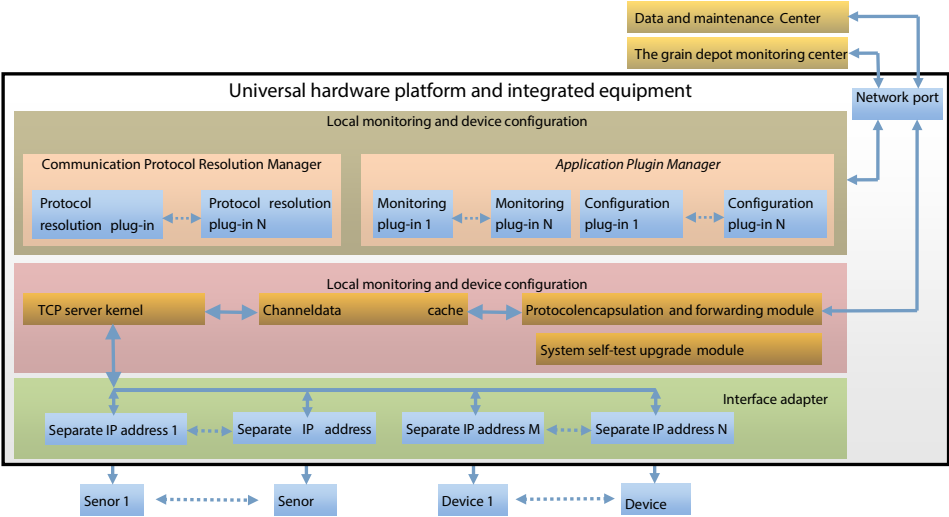 Data and maintenance Center
The grain depot monitoring center
Universal hardware platform and integrated equipment
Network port
Local monitoring and device configuration
Communication Protocol Resolution Manager
Application Plugin Manager
Protocol
resolution plug-in
Protocol resolution
plug-in N
Monitoring
plug-in 1
Monitoring
plug-in N
Configuration
plug-in 1
Configuration
plug-in N
Local monitoring and device configuration
TCP server kernel
Channeldata cache
Protocolencapsulation and forwarding module
System self-test upgrade module
Interface adapter
Separate IP address 1
Separate IP address
Separate IP address M
Separate IP address N
Senor 1
Senor
Device 1
Device